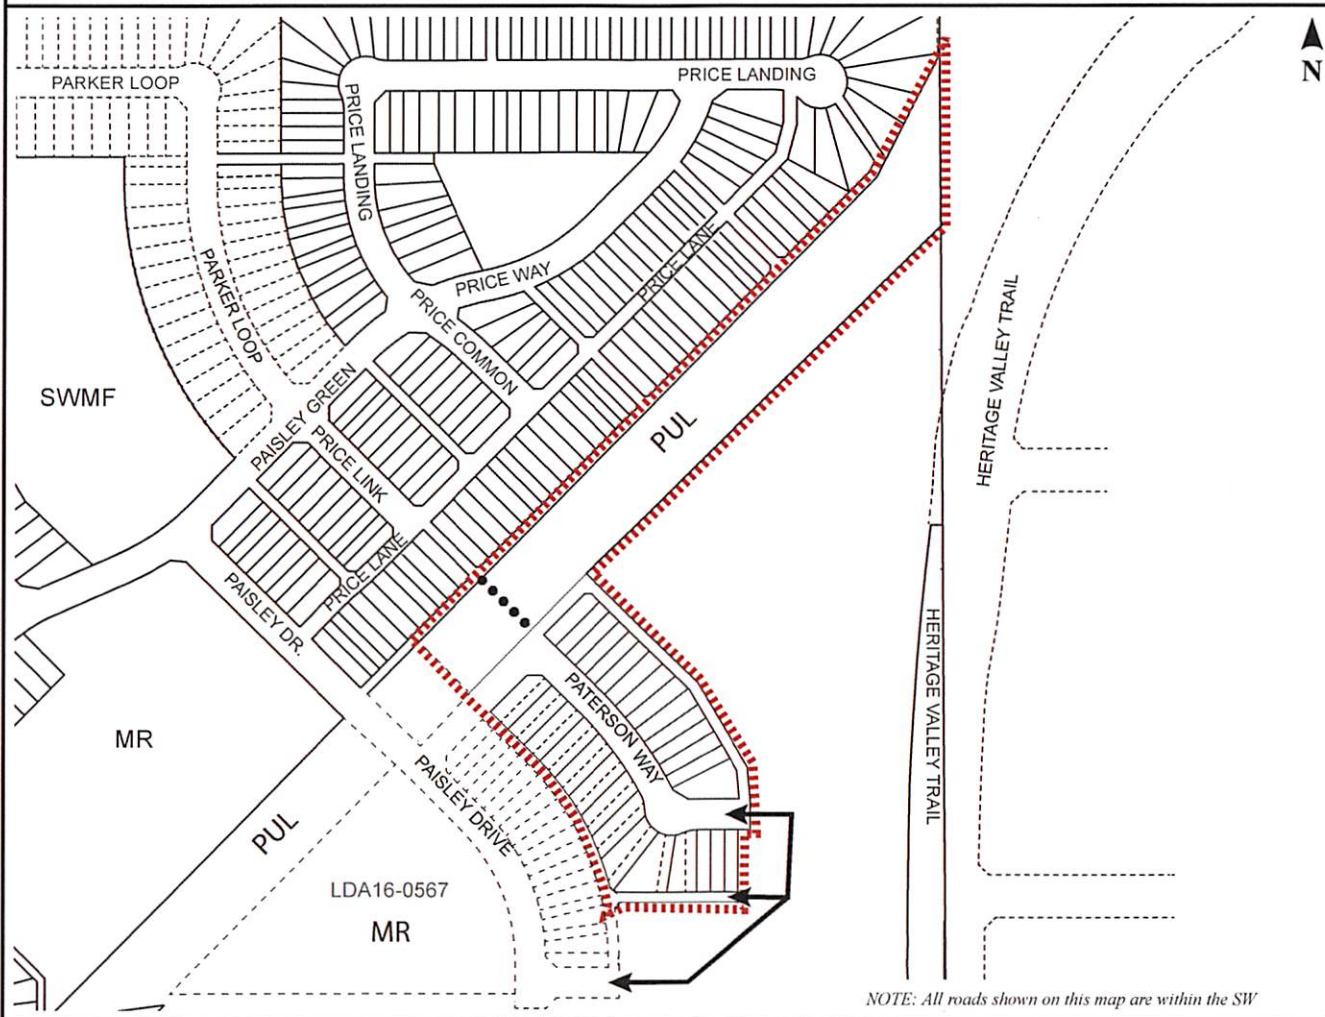 N
PARKER LOOP
PRICE LANDING
PRICE LANDING
PARKER LOOP
PRICE LANE
PRICE WAY
PRICE COMMON
HERITAGE VALLEY TRAIL
SWMF
PAISLEY GREEN
PUL
PRICE LINK
PRICE LANE
PAISLEY DR.
HERITAGE VALLEY TRAIL
PATERSON WAY
MR
PAISLEY DRIVE
PUL
LDA16-0567
MR
NOTE: All roads shown on this map are within the SW